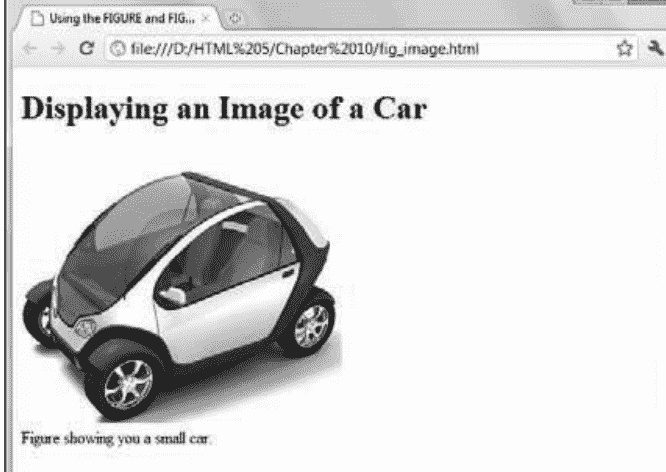 Using the FIGURE and FIG...
file:///D:/HTML%205/Chapter%2010/fig_image.html
Displaying an Image of a Car
Figure showing you a small car.